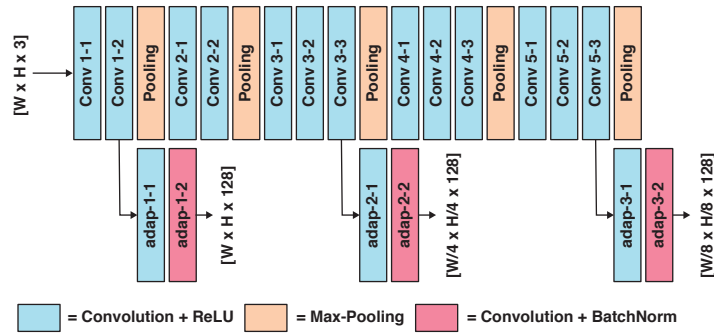 [W x H x 3]
Conv 1-1
Conv 1-2
Pooling
Conv 2-1
Conv 2-2
Pooling
Conv 3-1
Conv 3-2
Conv 3-3
Pooling
Conv 4-1
Conv 4-2
Conv 4-3
Pooling
Conv 5-1
Conv 5-2
Conv 5-3
Pooling
adap-1-1
adap-1-2
[W x H x 128]
adap-2-1
adap-2-2
[W/4 x H/4 x 128]
adap-3-1
adap-3-2
[W/8 x H/8 x 128]
= Convolution + ReLU
= Max-Pooling
= Convolution + BatchNorm